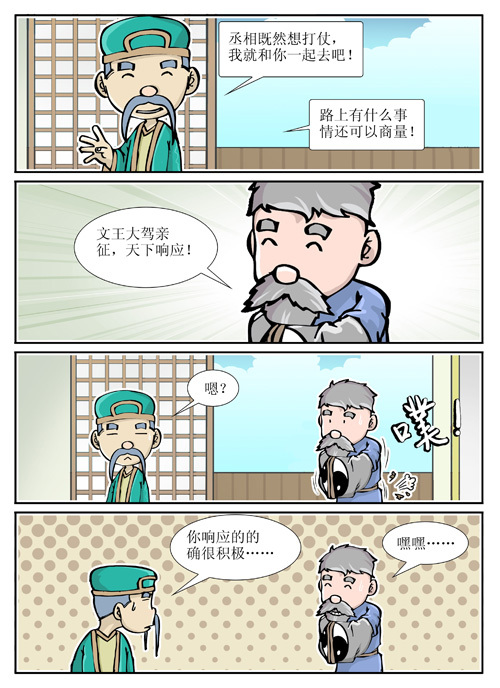 丞相既然想打仗，
我就和你一起去吧！
路上有什么事
情还可以商量！
文王大驾亲
征，天下响应！
嗯？
噗！
你响应的的
确很积极……
嘿嘿……